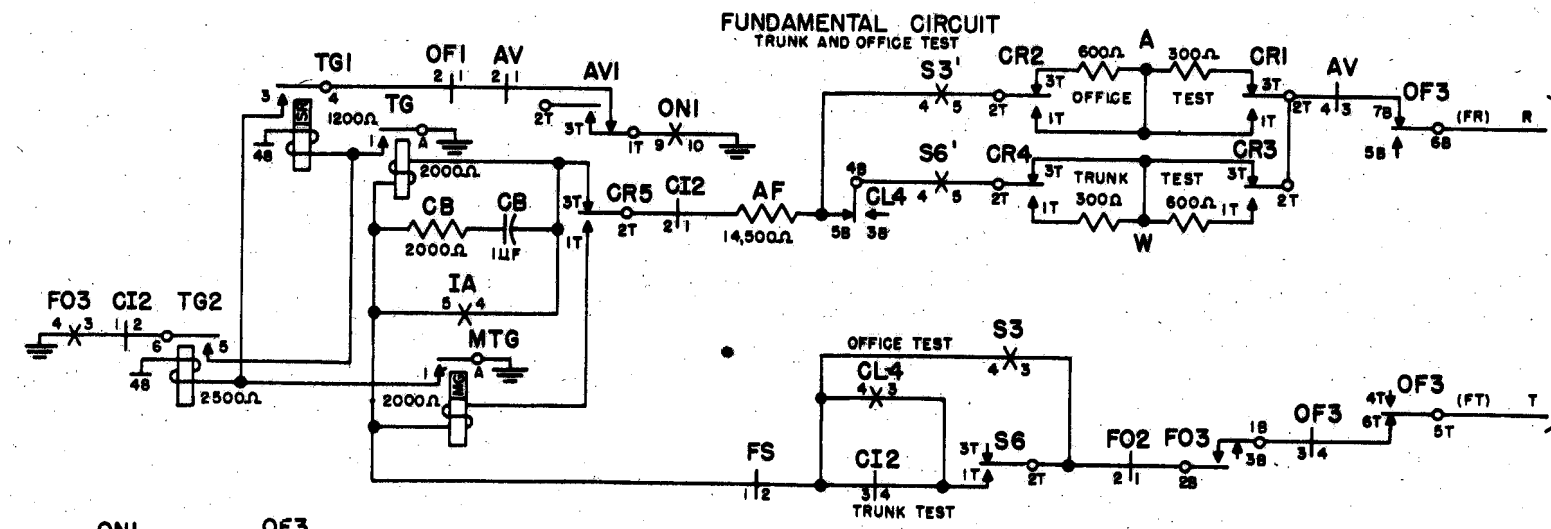 FUNDAMENTAL CIRCUIT
TRUNK AND OFFICE TEST
TG1
3
4
SR
1200Ω
48
OF1
2 1
AV
2 1
AV1
2T
3T
1T
ON1
9 10
TG
1
A
2000Ω
CB
2000Ω
CB
1µF
IA
5 4
MTG
1
A
2000Ω
MG
FO3
4 3
CI2
1 2
TG2
6
5
48
2500Ω
3T
1T
CR5
2T
CI2
2 1
AF
14,500Ω
4B
5B
CL4
3B
S3'
4 5
S6'
4 5
CR2
2T
3T
1T
600Ω
A
300Ω
OFFICE TEST
CR1
3T
1T
2T
AV
4 3
OF3
7B
5B
6B
(FR) R
CR4
2T
3T
1T
TRUNK TEST
300Ω
600Ω
W
CR3
3T
1T
2T
FS
1 2
OFFICE TEST
S3
4 3
CL4
4 3
CI2
3 4
TRUNK TEST
S6
3T
1T
2T
FO2
2 1
FO3
2B
1B
3B
OF3
3 4
OF3
4T
6T
5T
(FT) T
ON1
OF3